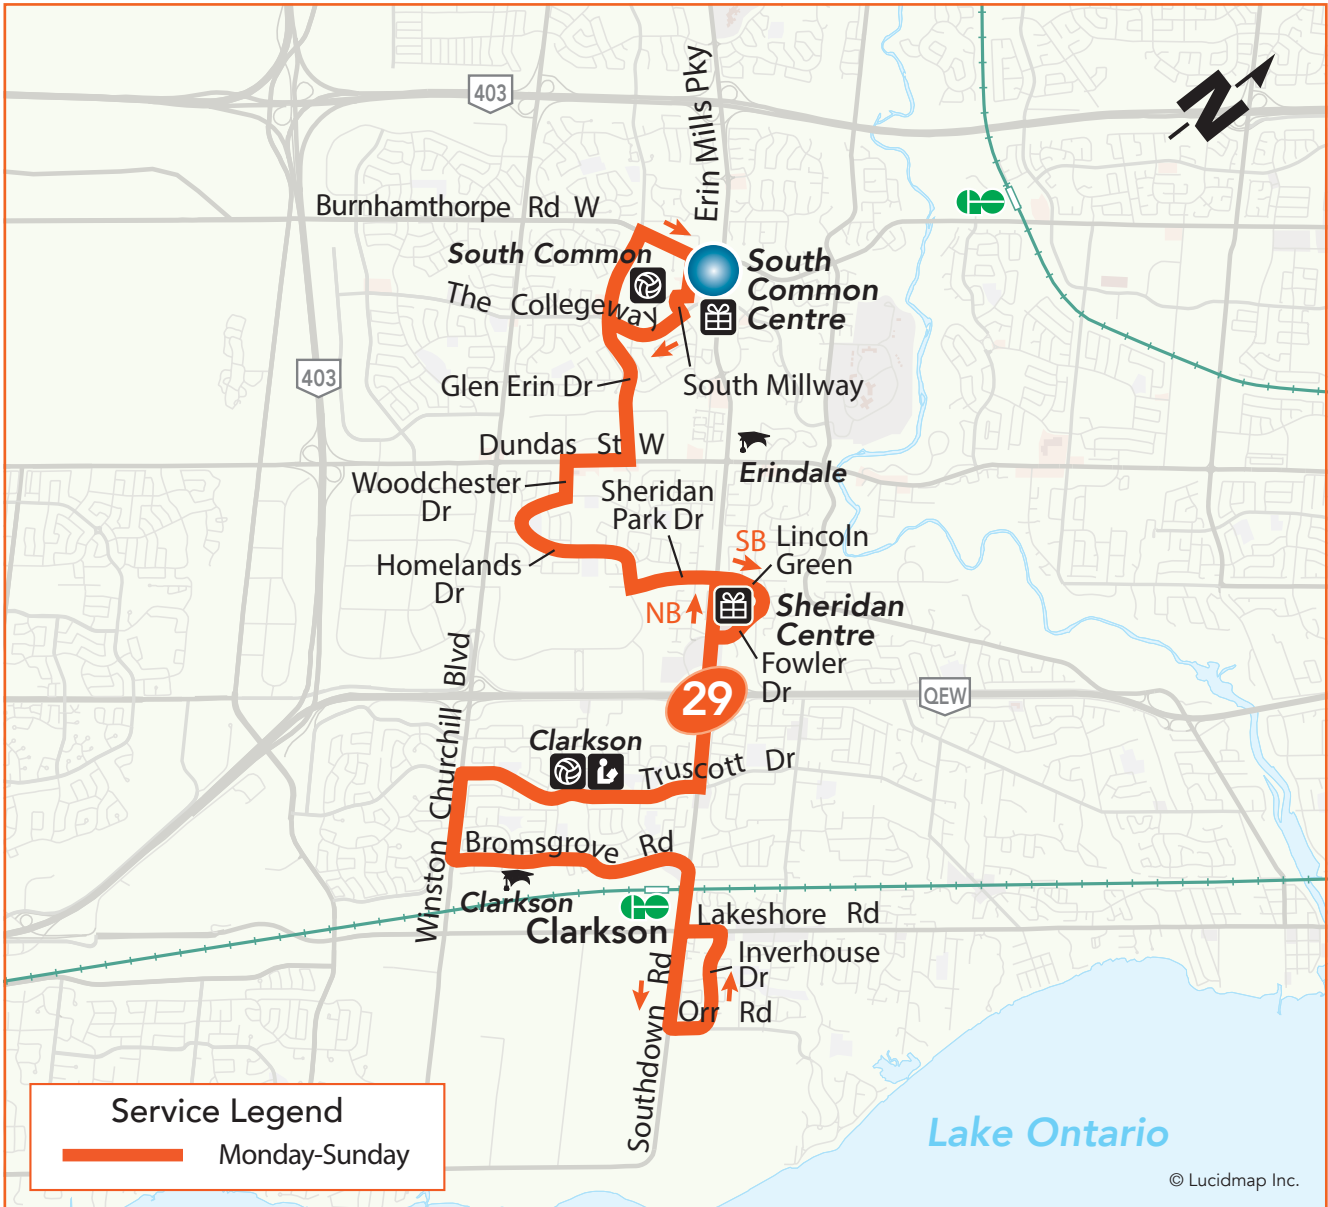 403
Erin Mills Pky
N
GO
Burnhamthorpe Rd W
South Common
South
Common
Centre
The Collegeway
403
Glen Erin Dr
South Millway
Dundas St W
Erindale
Woodchester
Dr
Sheridan
Park Dr
SB
Lincoln
Green
Homelands
Dr
NB
Sheridan
Centre
Fowler
Dr
29
QEW
Winston Churchill Blvd
Clarkson
Truscott Dr
Bromsgrove Rd
Clarkson
GO
Clarkson
Lakeshore Rd
Inverhouse
Dr
Orr Rd
Southdown Rd
Service Legend
Monday-Sunday
Lake Ontario
© Lucidmap Inc.